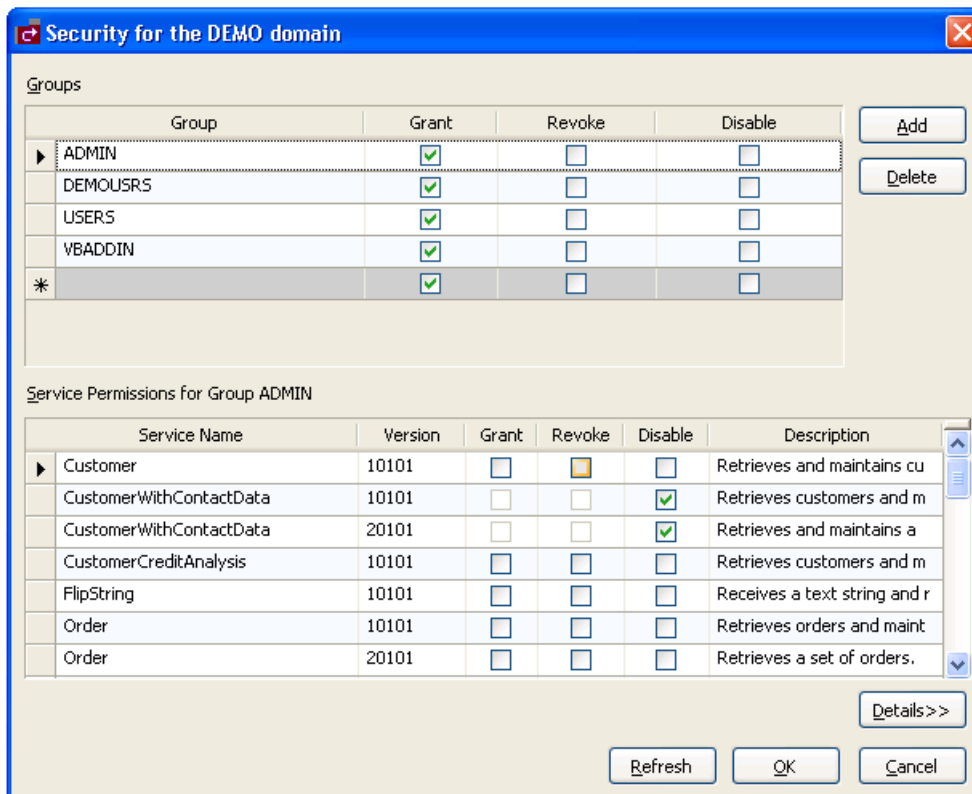 Security for the DEMO domain
Groups
Group Grant Revoke Disable
ADMIN
DEMOUSRS
USERS
VBADDIN
Add
Delete
Service Permissions for Group ADMIN
Service Name Version Grant Revoke Disable Description
Customer 10101 Retrieves and maintains cu
CustomerWithContactData 10101 Retrieves customers and m
CustomerWithContactData 20101 Retrieves and maintains a
CustomerCreditAnalysis 10101 Retrieves customers and m
FlipString 10101 Receives a text string and r
Order 10101 Retrieves orders and maint
Order 20101 Retrieves a set of orders.
Details>>
Refresh OK Cancel